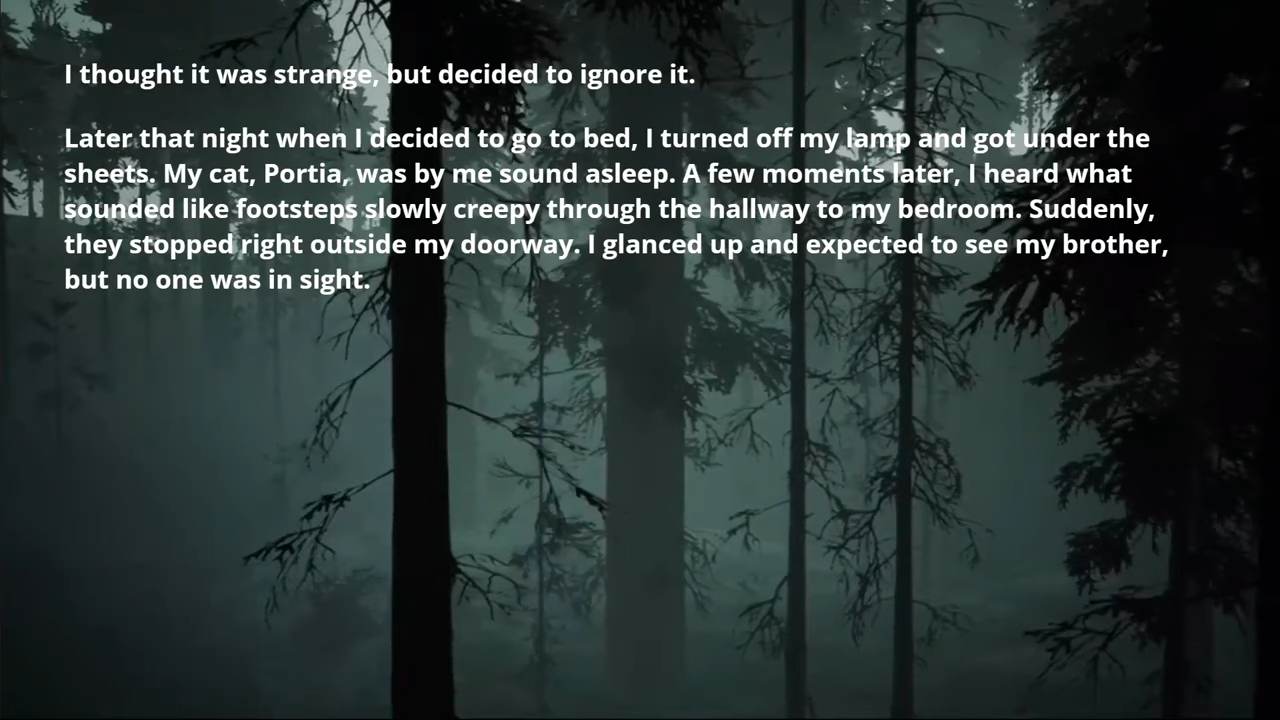 I thought it was strange, but decided to ignore it.
Later that night when I decided to go to bed, I turned off my lamp and got under the
sheets. My cat, Portia, was by me sound asleep. A few moments later, I heard what
sounded like footsteps slowly creepy through the hallway to my bedroom. Suddenly,
they stopped right outside my doorway. I glanced up and expected to see my brother,
but no one was in sight.